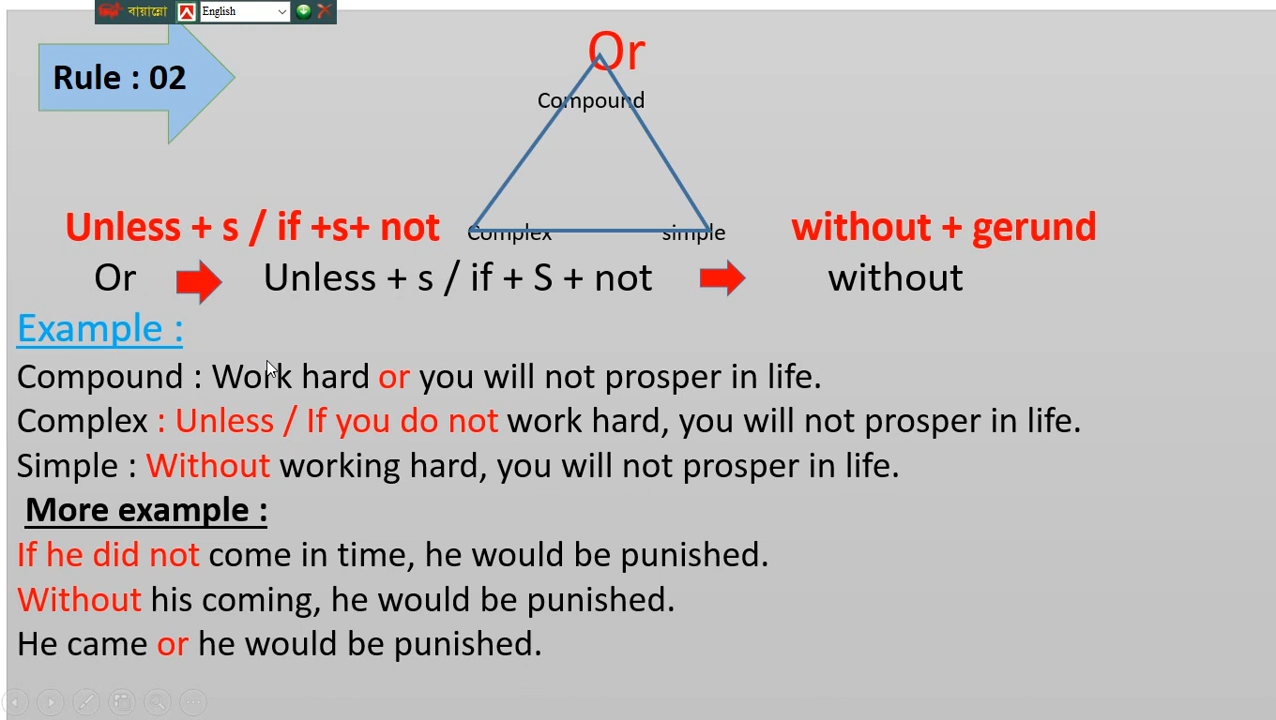 বায়ান্নো English
Or
Rule : 02
Compound
Unless + s / if +s+ not Complex simple without + gerund
Or Unless + s / if + S + not without
Example :
Compound : Work hard or you will not prosper in life.
Complex : Unless / If you do not work hard, you will not prosper in life.
Simple : Without working hard, you will not prosper in life.
More example :
If he did not come in time, he would be punished.
Without his coming, he would be punished.
He came or he would be punished.